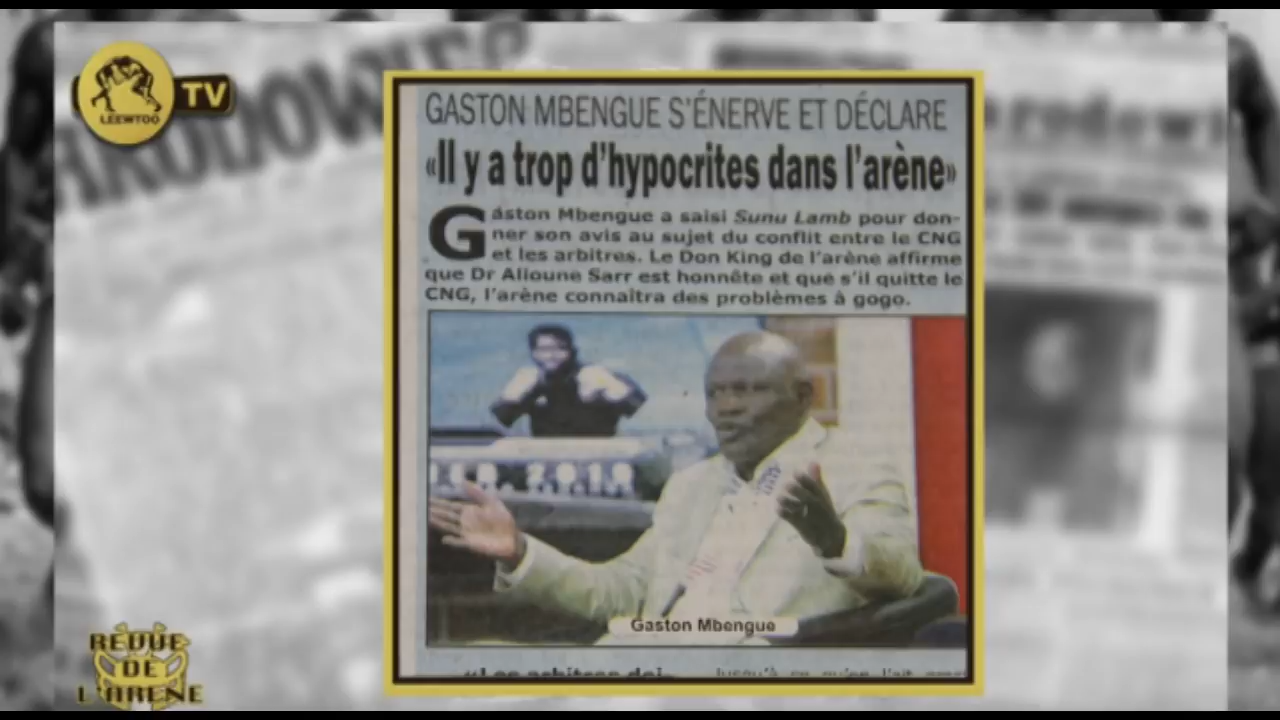 LEEWTOO
TV
GASTON MBENGUE S'ÉNERVE ET DÉCLARE
«Il y a trop d'hypocrites dans l'arène»
Gáston Mbengue a saisi Sunu Lamb pour don-
ner son avis au sujet du conflit entre le CNG
et les arbitres. Le Don King de l'arène affirme
que Dr Alioune Sarr est honnête et que s'il quitte le
CNG, l'arène connaîtra des problèmes à gogo.
2010
Gaston Mbengue
REVUE
DE
L'ARENE